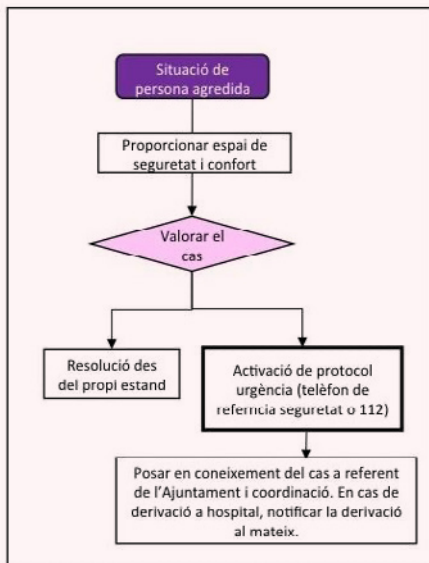 Situació de
persona agredida
Proporcionar espai de
seguretat i confort
Valorar el
cas
Resolució des
del propi estand
Activació de protocol
urgència (telèfon de
referncia seguretat o 112)
Posar en coneixement del cas a referent
de l'Ajuntament i coordinació. En cas de
derivació a hospital, notificar la derivació
al mateix.